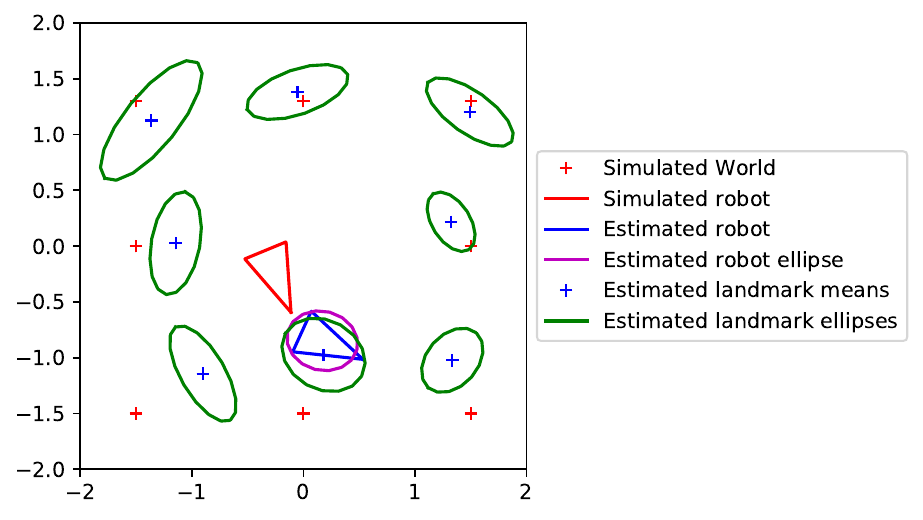 2.0
1.5
1.0
0.5
0.0
−0.5
−1.0
−1.5
−2.0
−2
−1
0
1
2
Simulated World
Simulated robot
Estimated robot
Estimated robot ellipse
Estimated landmark means
Estimated landmark ellipses